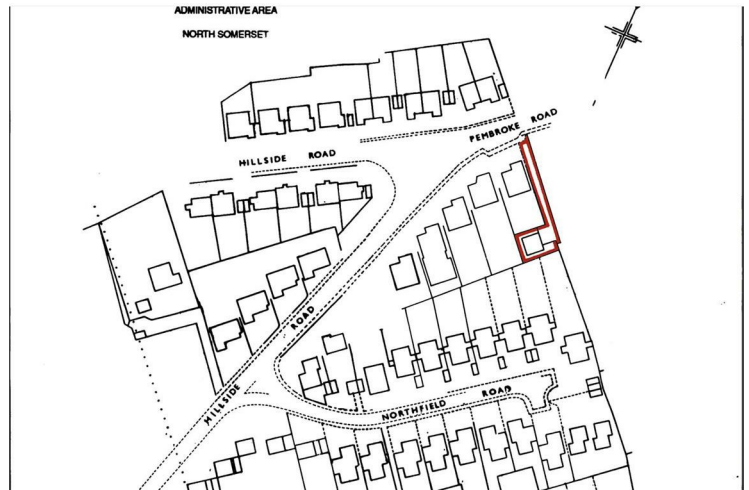 ADMINISTRATIVE AREA
NORTH SOMERSET
PEMBROKE ROAD
HILLSIDE ROAD
HILLSIDE ROAD
NORTHFIELD ROAD